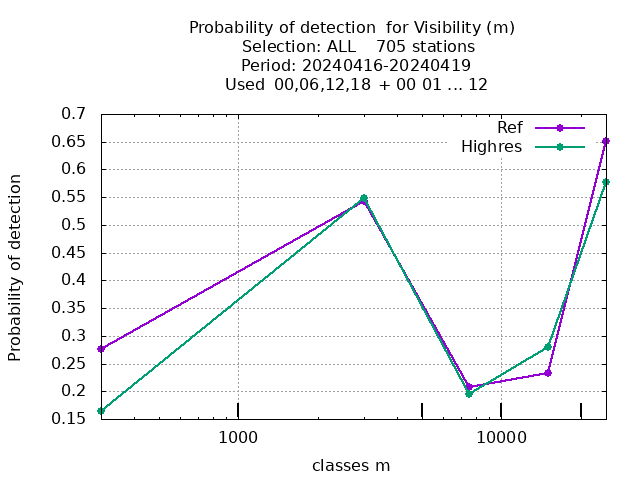 Probability of detection  for Visibility (m)
Selection: ALL    705 stations
Period: 20240416-20240419
Used  00,06,12,18 + 00 01 ... 12
Ref
Highres
0.7
0.65
0.6
0.55
0.5
0.45
0.4
0.35
0.3
0.25
0.2
0.15
Probability of detection
1000
10000
classes m